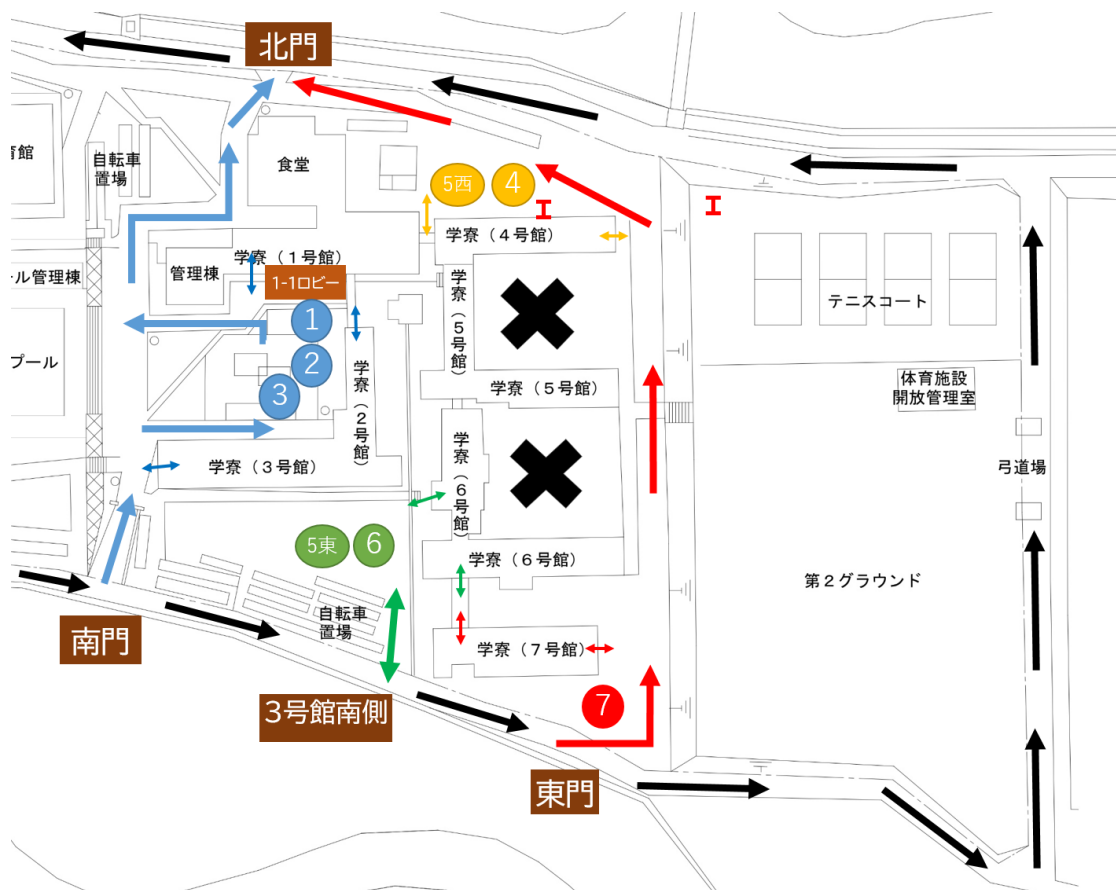 北門
育館
自転車
置場
食堂
5西
4
学寮（4号館）
学寮（1号館）
管理棟
1-1ロビー
ール管理棟
プール
1
2
3
学寮（5号館）
学寮（5号館）
学寮（2号館）
学寮（3号館）
学寮（6号館）
学寮（6号館）
5東
6
自転車
置場
学寮（7号館）
7
南門
3号館南側
東門
テニスコート
体育施設
開放管理室
弓道場
第2グラウンド